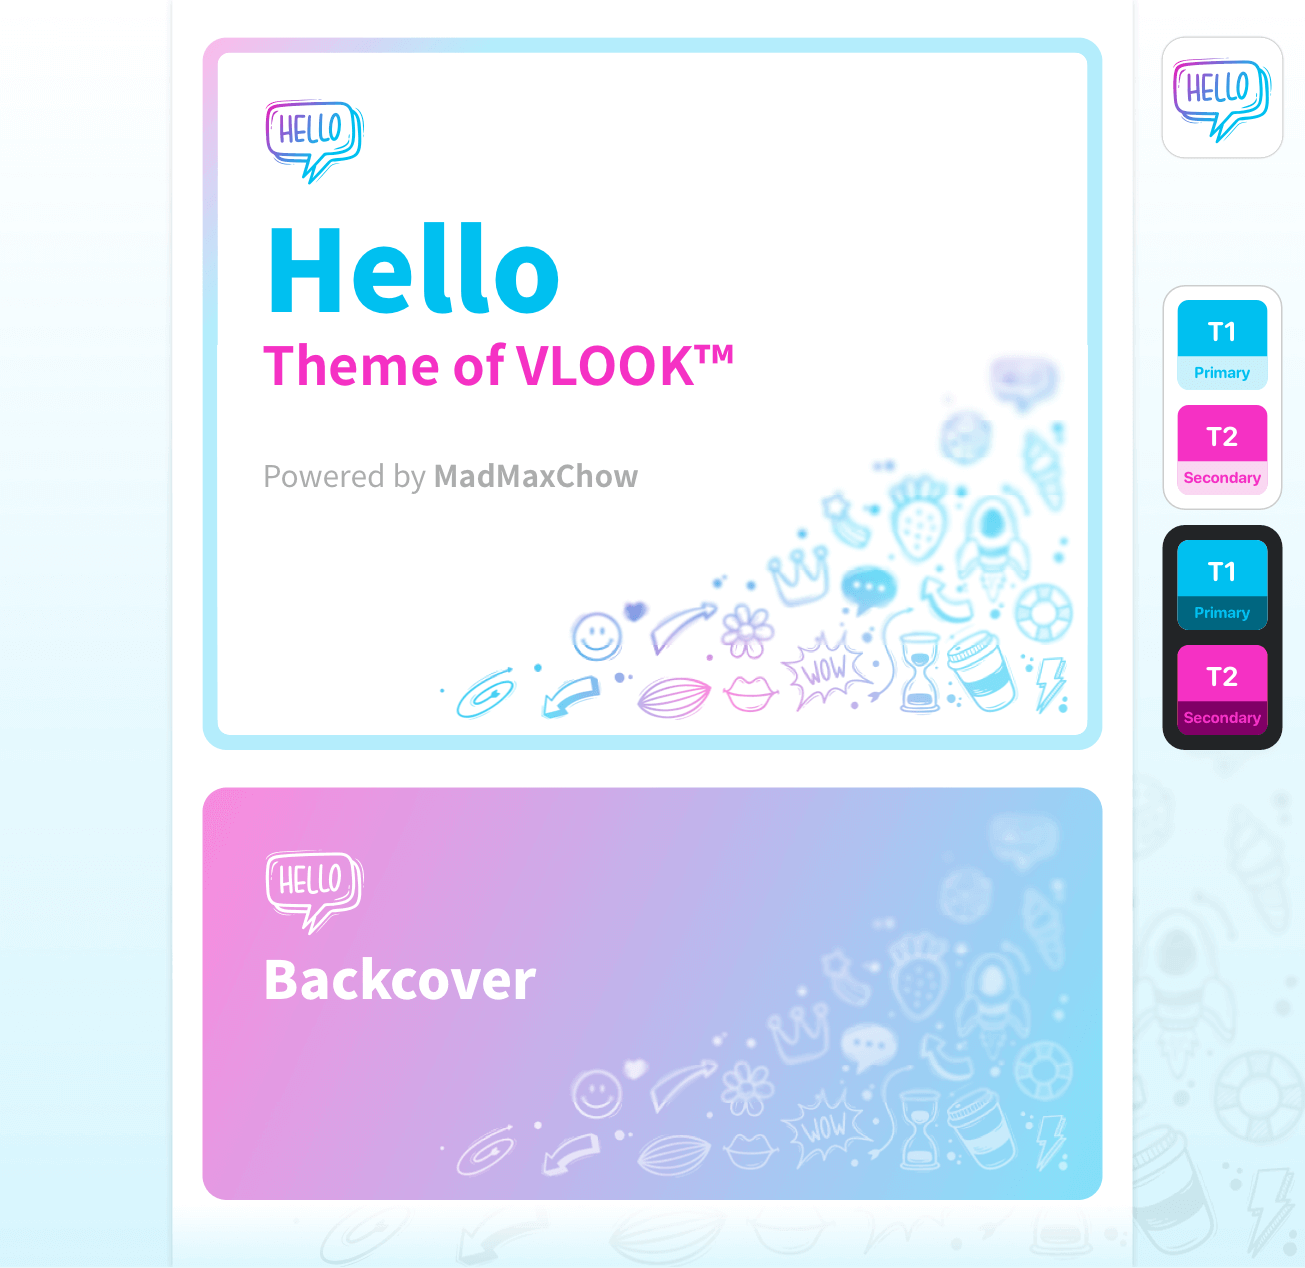 HELLO
Hello
Theme of VLOOK™
Powered by MadMaxChow
WOW
HELLO
Backcover
WOW
HELLO
T1
Primary
T2
Secondary
T1
Primary
T2
Secondary